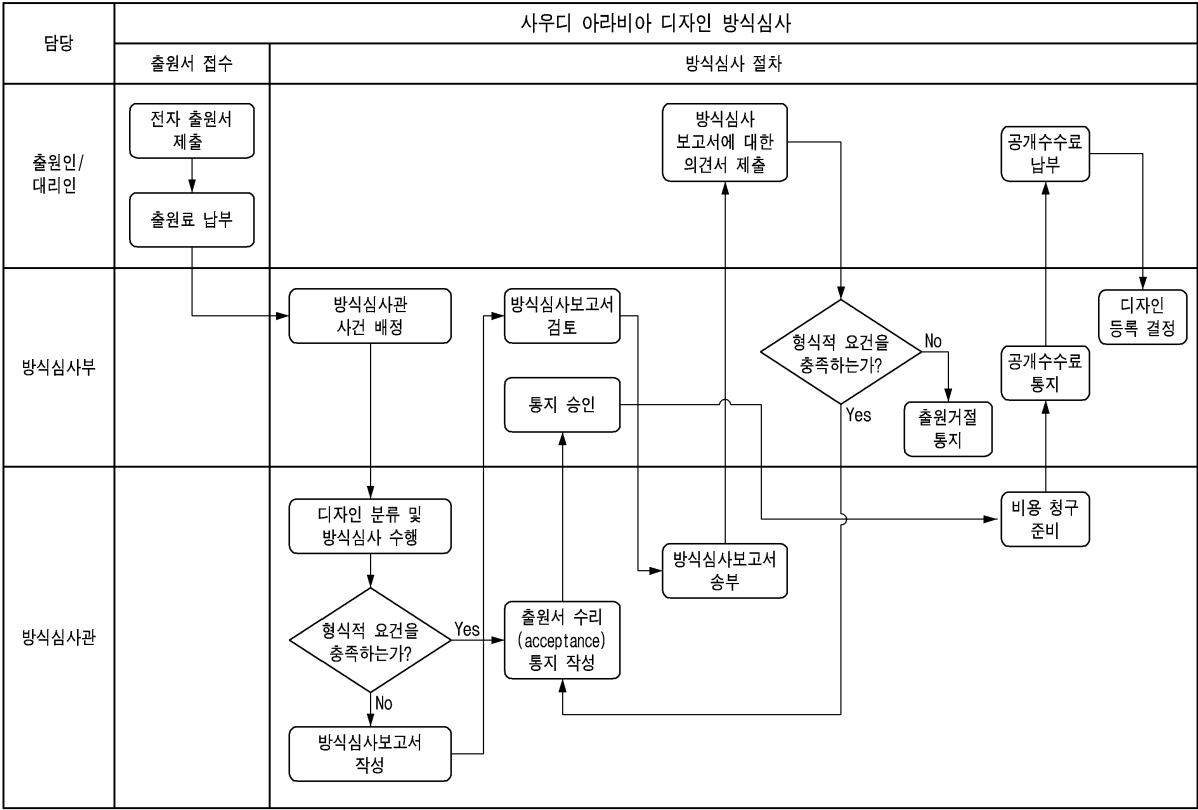 담당
사우디 아라비아 디자인 방식심사
출원서 접수
방식심사 절차
출원인/
대리인
전자 출원서
제출
출원료 납부
방식심사
보고서에 대한
의견서 제출
공개수수료
납부
방식심사부
방식심사관
사건 배정
방식심사보고서
검토
통지 승인
형식적 요건을
충족하는가?
No
Yes
출원거절
통지
공개수수료
통지
디자인
등록 결정
방식심사관
디자인 분류 및
방식심사 수행
형식적 요건을
충족하는가?
Yes
No
방식심사보고서
작성
출원서 수리
(acceptance)
통지 작성
방식심사보고서
송부
비용 청구
준비